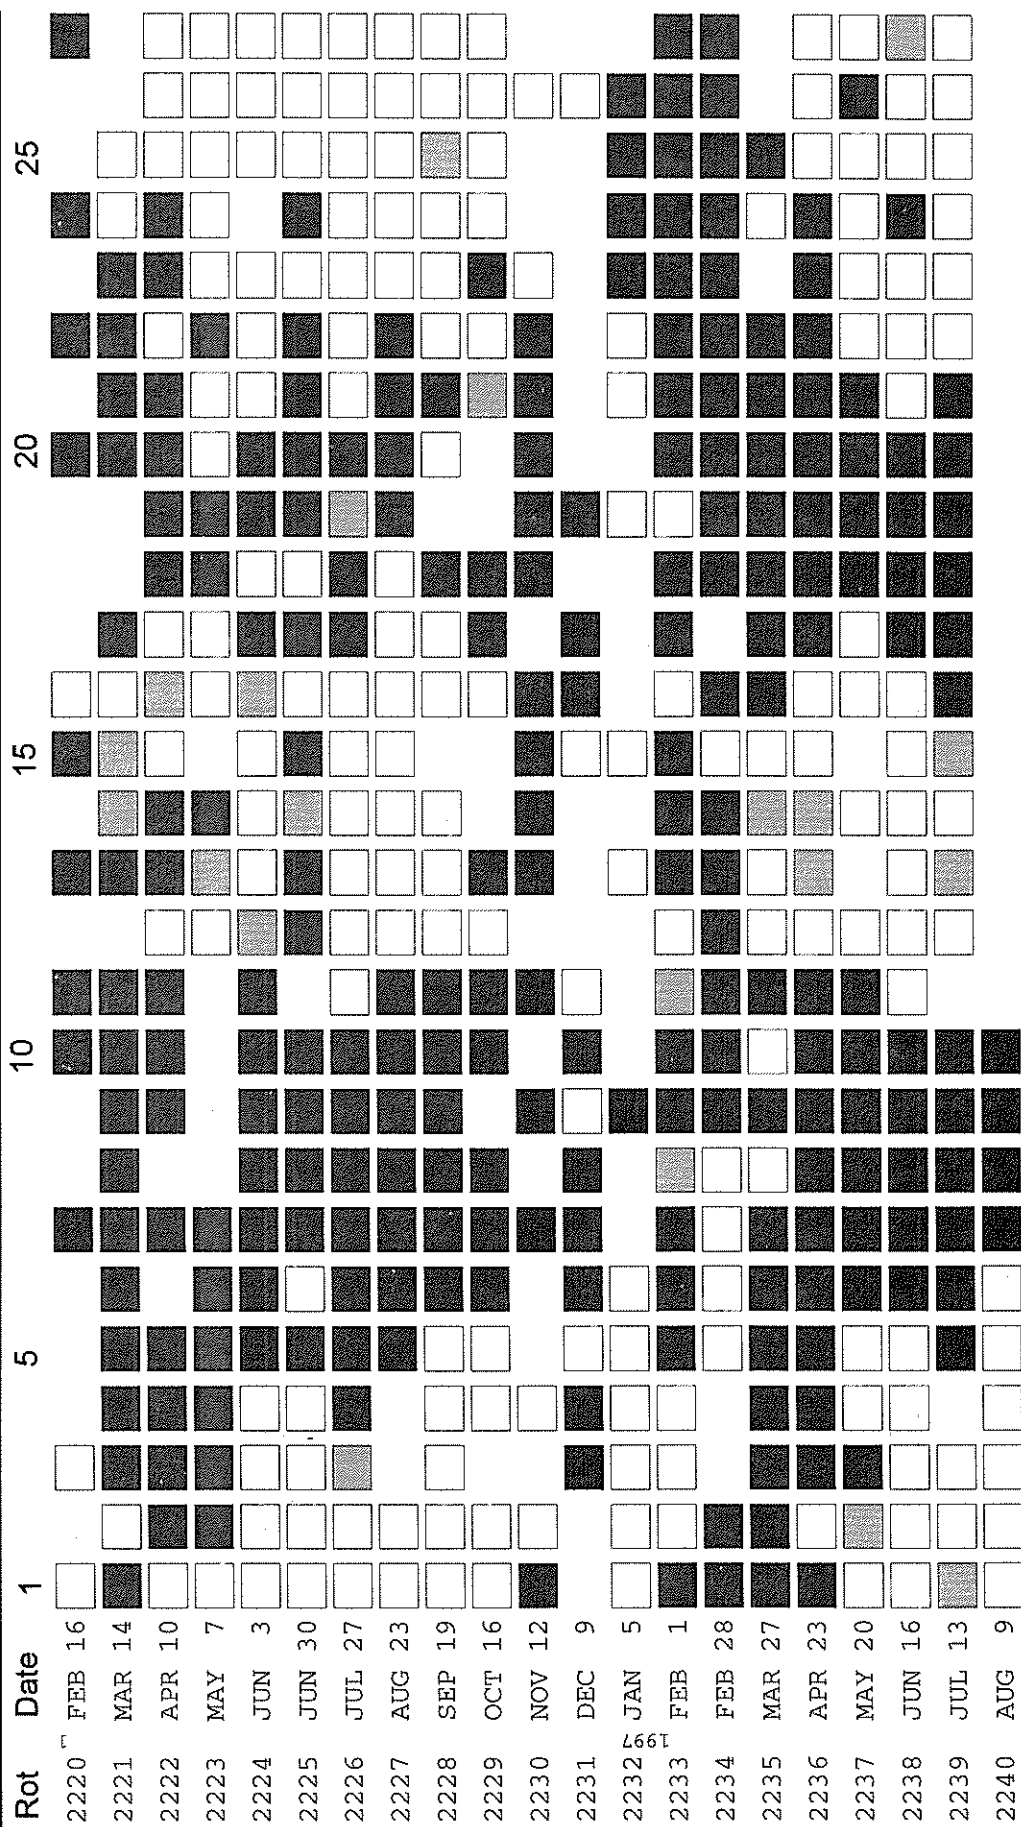 Rot Date 1 5 10 15 20 25
2220 FEB 16
2221 MAR 14
2222 APR 10
2223 MAY 7
2224 JUN 3
2225 JUN 30
2226 JUL 27
2227 AUG 23
2228 SEP 19
2229 OCT 16
2230 NOV 12
2231 DEC 9
1997
2232 JAN 5
2233 FEB 1
2234 FEB 28
2235 MAR 27
2236 APR 23
2237 MAY 20
2238 JUN 16
2239 JUL 13
2240 AUG 9